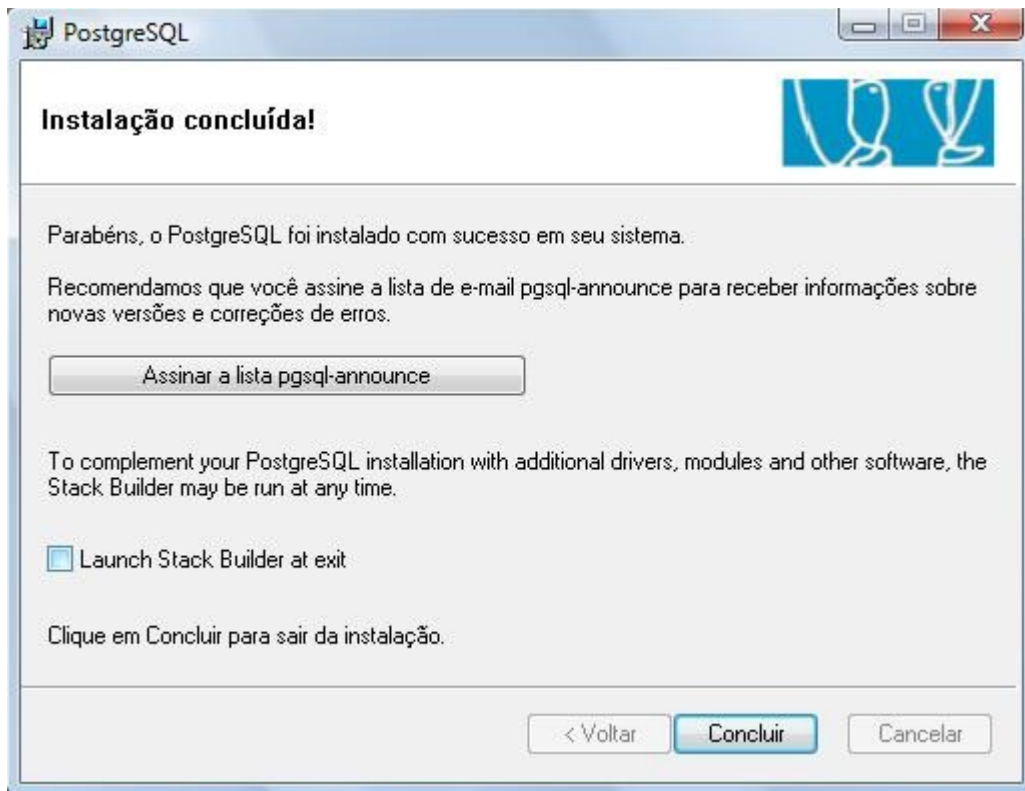 PostgreSQL
Instalação concluída!
Parabéns, o PostgreSQL foi instalado com sucesso em seu sistema.
Recomendamos que você assine a lista de e-mail pgsql-announce para receber informações sobre
novas versões e correções de erros.
Assinar a lista pgsql-announce
To complement your PostgreSQL installation with additional drivers, modules and other software, the
Stack Builder may be run at any time.
Launch Stack Builder at exit
Clique em Concluir para sair da instalação.
< Voltar Concluir Cancelar